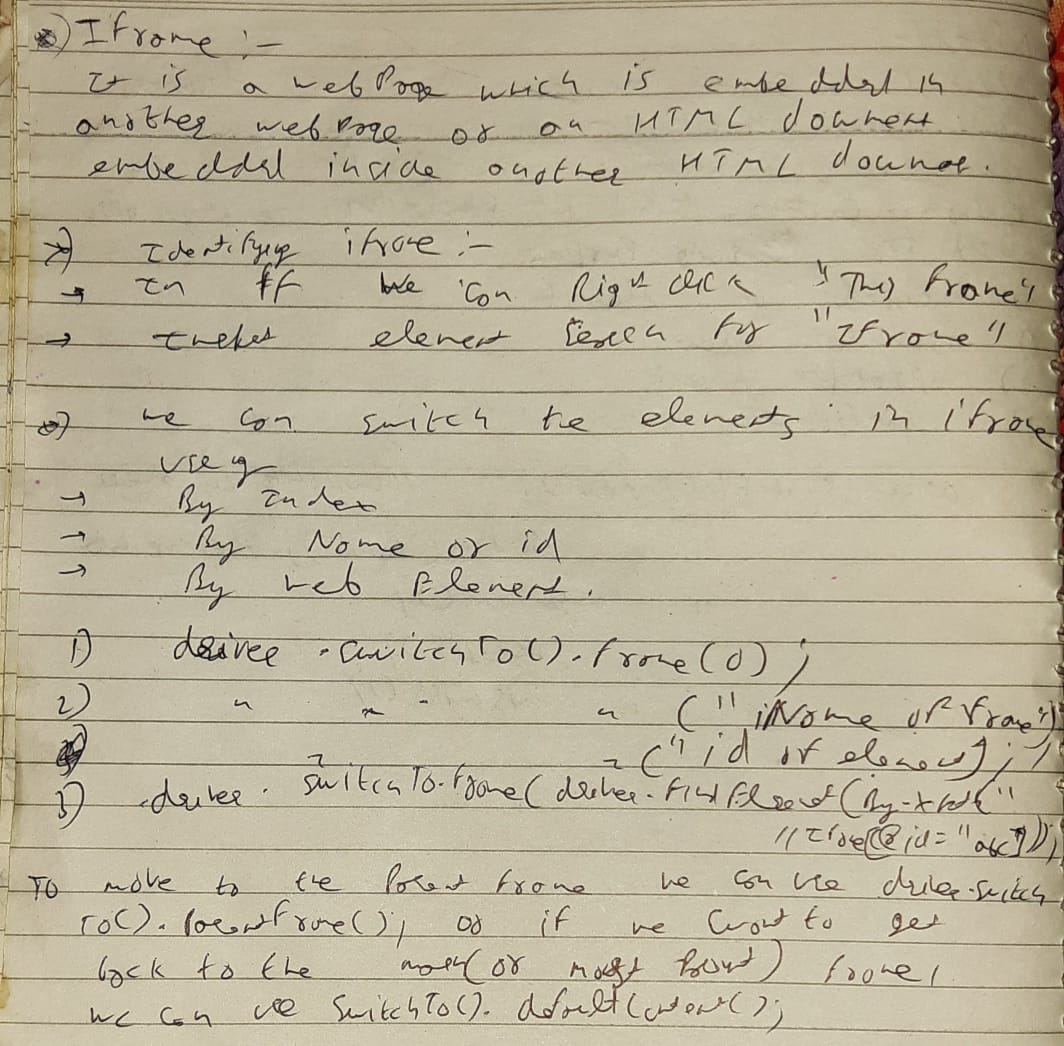 *) Iframe :-
It is a web Page which is embedded in
another web Page or an HTML document
embedded inside another HTML document.
*) Identifying iframe :-
→ In ff We can Right click "This frame"
→ element Search for "Iframe"
*) we can switch the elements in iframe
using
→ By Index
→ By Name or id
→ By web Element.
1) driver .switchTo().frame(0);
2) " " " " (" Name of frame")
" " ("id of element);
3) driver . switchTo.frame(driver.findElement(By.Xpath"
//Iframe[@id="abc"]));
To move to the Parent frame we can use driver.switch
To().parentFrame(); or if we want to get
back to the main (or most Parent) frame,
we can use SwitchTo().defaultContent();